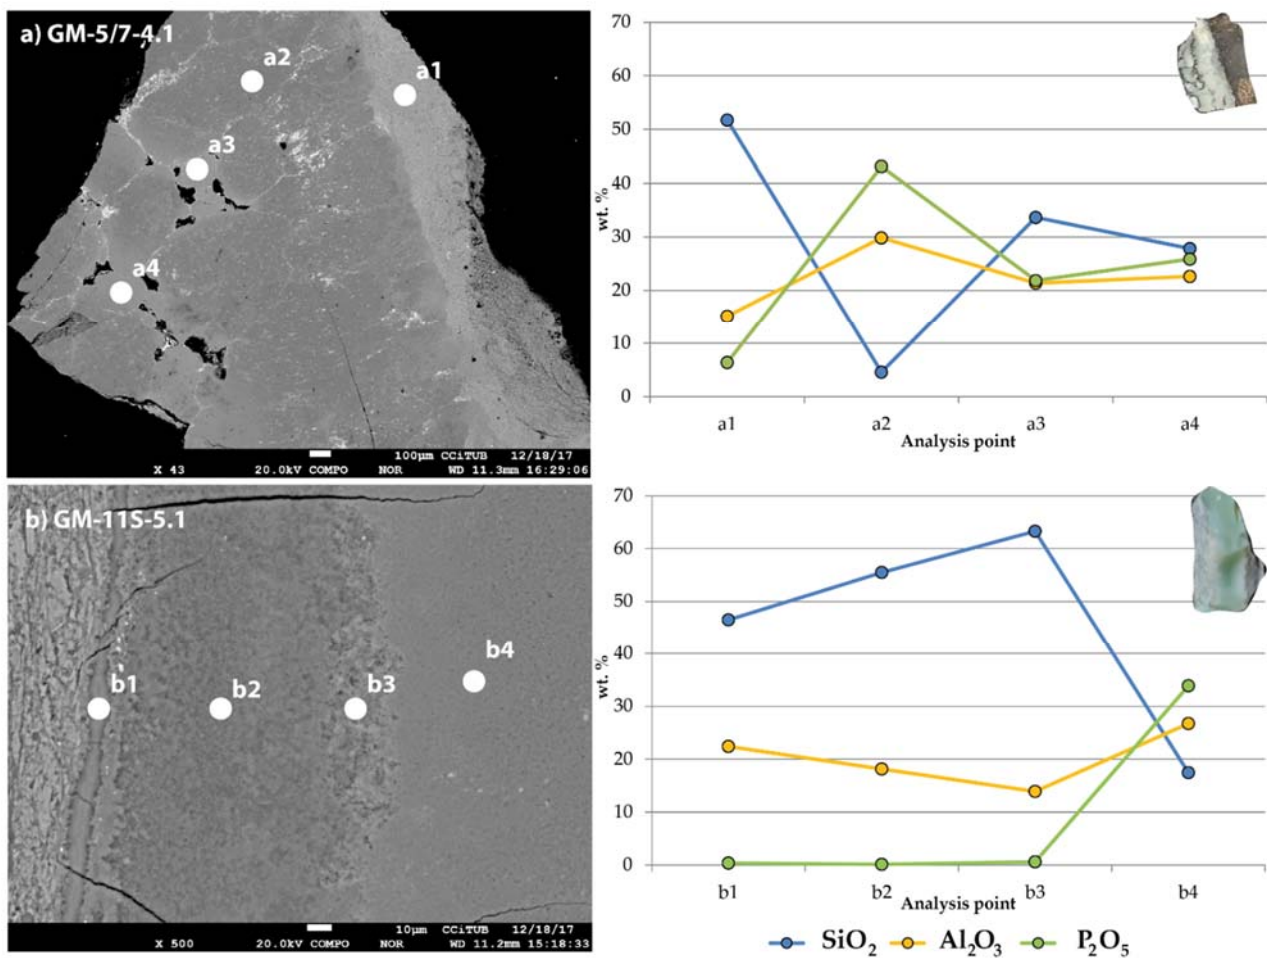 a) GM-5/7-4.1
a2
a1
a3
a4
100µm CCiTUB 12/18/17
X 43 20.0kV COMPO NOR WD 11.3mm 16:29:06
70
60
50
40
30
20
10
0
wt. %
a1 a2 a3 a4
Analysis point
b) GM-11S-5.1
b4
b1 b2 b3
10µm CCiTUB 12/18/17
X 500 20.0kV COMPO NOR WD 11.2mm 15:18:33
70
60
50
40
30
20
10
0
wt. %
b1 b2 b3 b4
Analysis point
SiO₂ Al₂O₃ P₂O₅